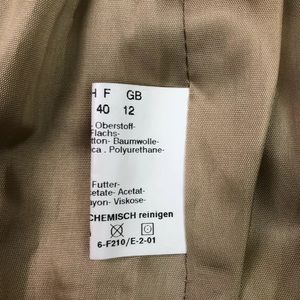 H F GB
40 12
- Oberstoff-
Flachs-
tton- Baumwolle-
ca . Polyurethane-
Futter-
etate- Acetat-
ayon- Viskose-
CHEMISCH reinigen
6-F210/E-2-01